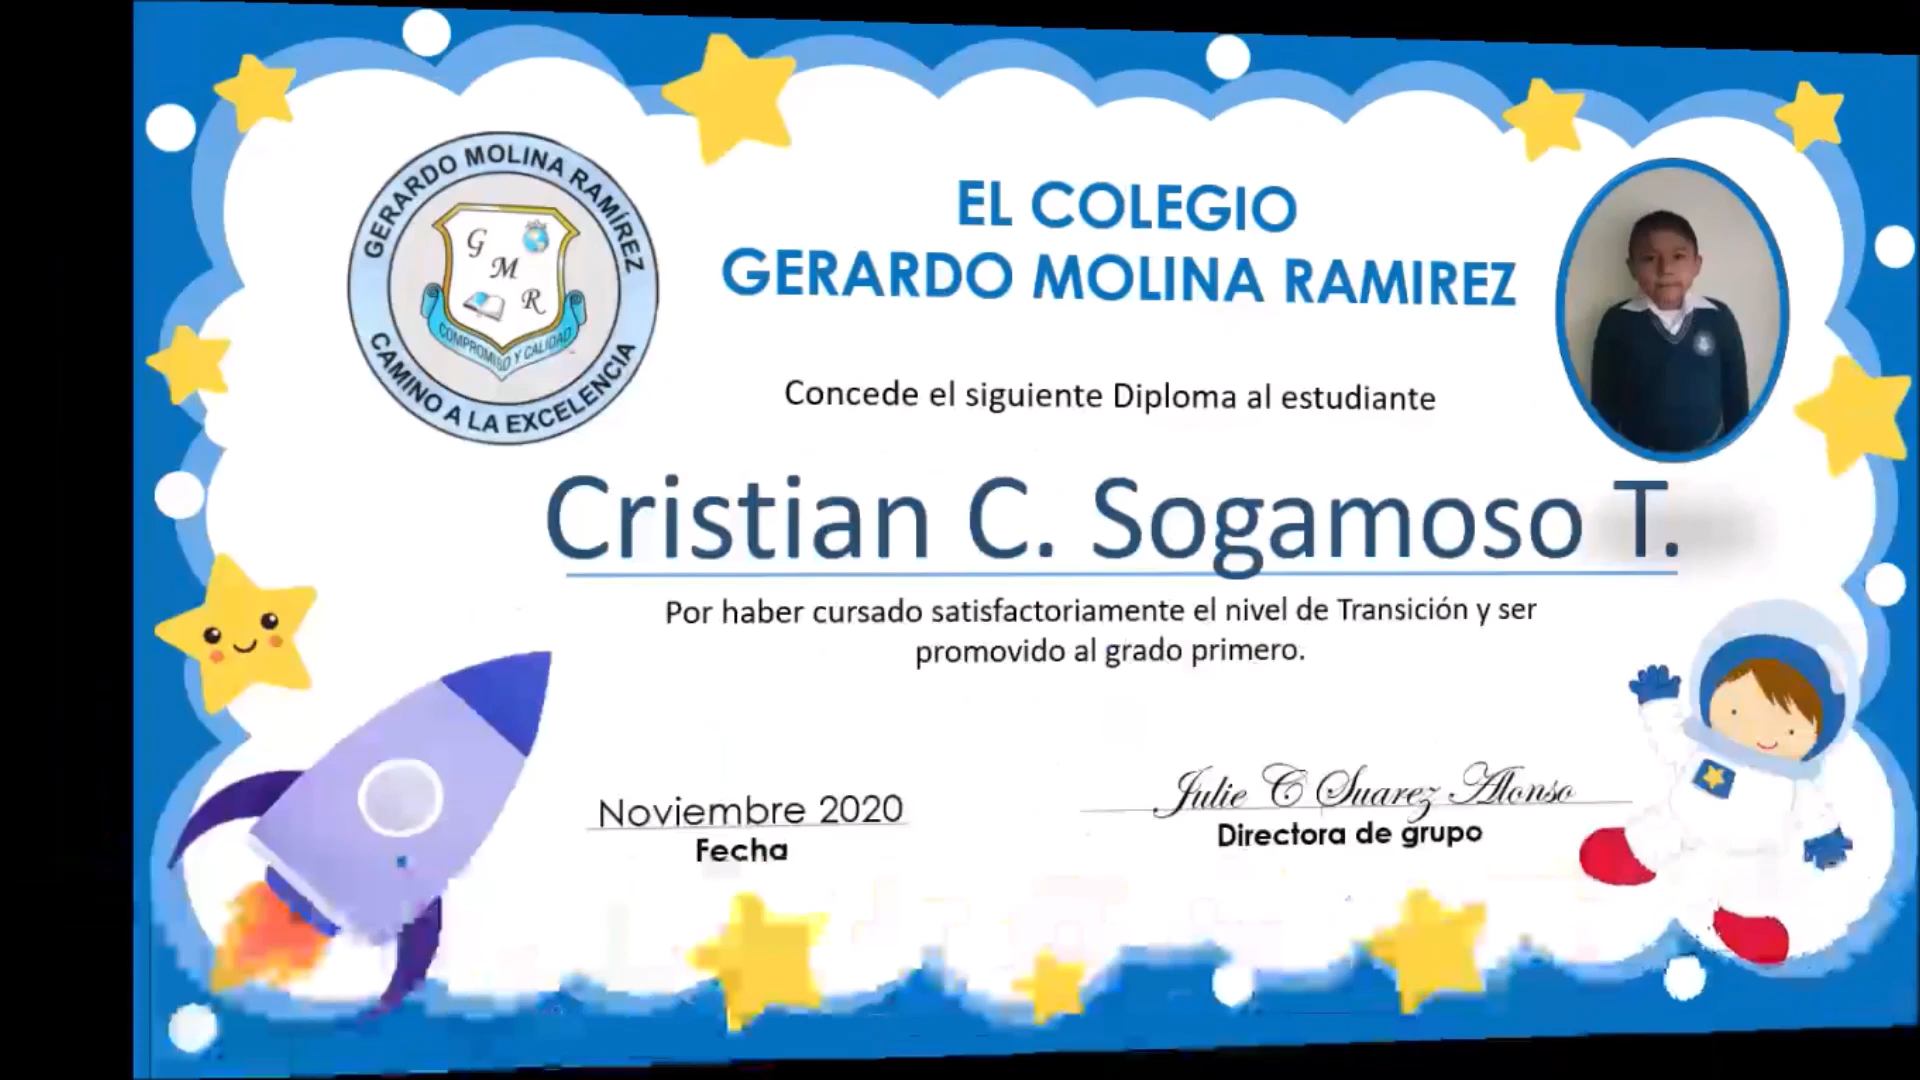 GERARDO MOLINA RAMÍREZ
G
M
R
COMPROMISO Y CALIDAD
CAMINO A LA EXCELENCIA
EL COLEGIO
GERARDO MOLINA RAMIREZ
Concede el siguiente Diploma al estudiante
Cristian C. Sogamoso T.
Por haber cursado satisfactoriamente el nivel de Transición y ser
promovido al grado primero.
Noviembre 2020
Fecha
Julie C Suarez Alonso
Directora de grupo